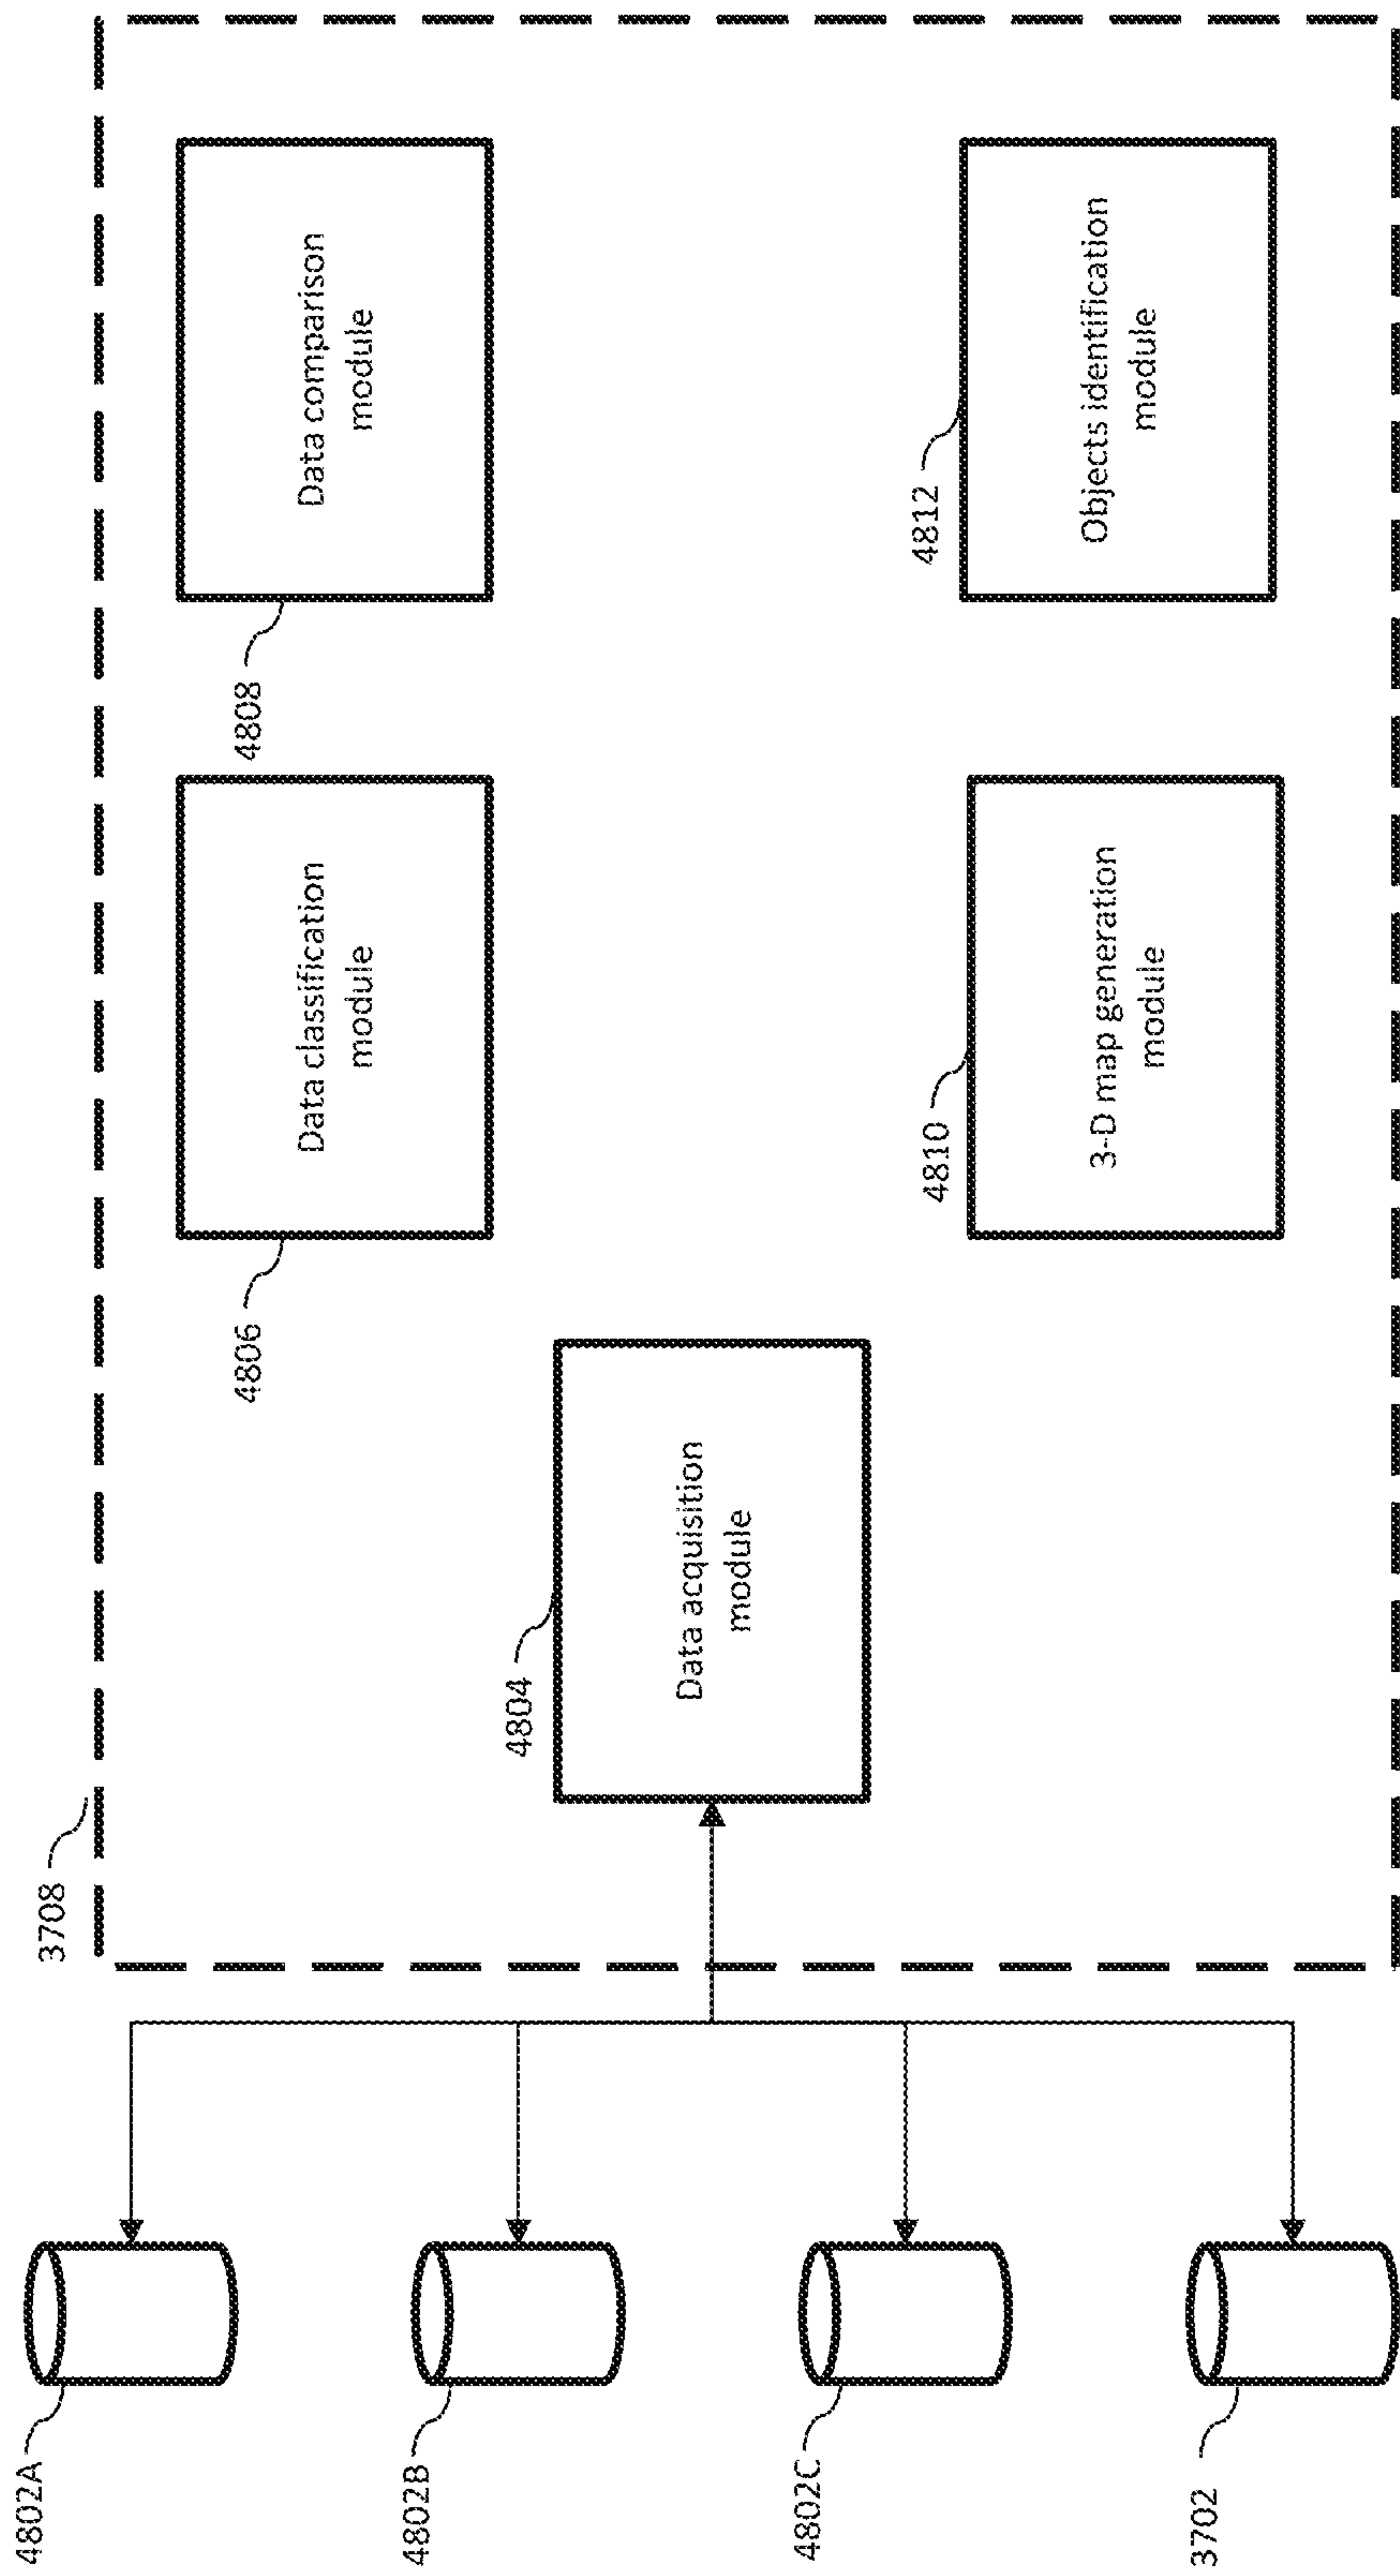 4802A
4802B
4802C
3702
3708
4804
Data acquisition
module
4806
Data classification
module
4808
Data comparison
module
4810
3-D map generation
module
4812
Objects identification
module